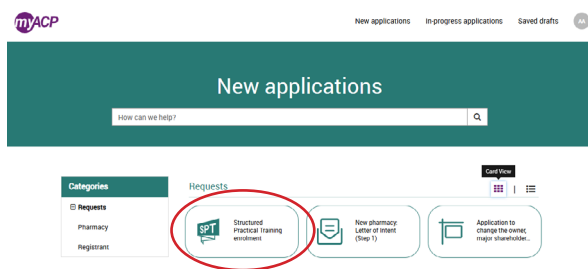 myACP
New applications
In-progress applications
Saved drafts
New applications
How can we help?
Card View
Categories
Requests
Requests
Pharmacy
Registrant
SPT
Structured
Practical Training
enrolment
New pharmacy:
Letter of Intent
(Step 1)
Application to
change the owner,
major shareholder...